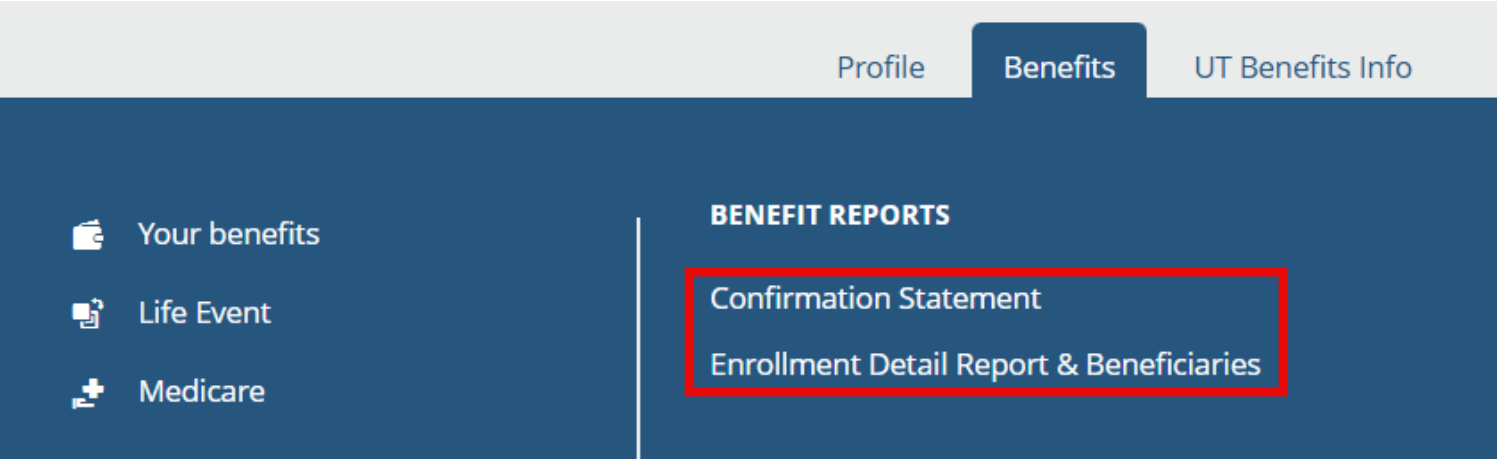 Profile Benefits UT Benefits Info
Your benefits
Life Event
Medicare
BENEFIT REPORTS
Confirmation Statement
Enrollment Detail Report & Beneficiaries